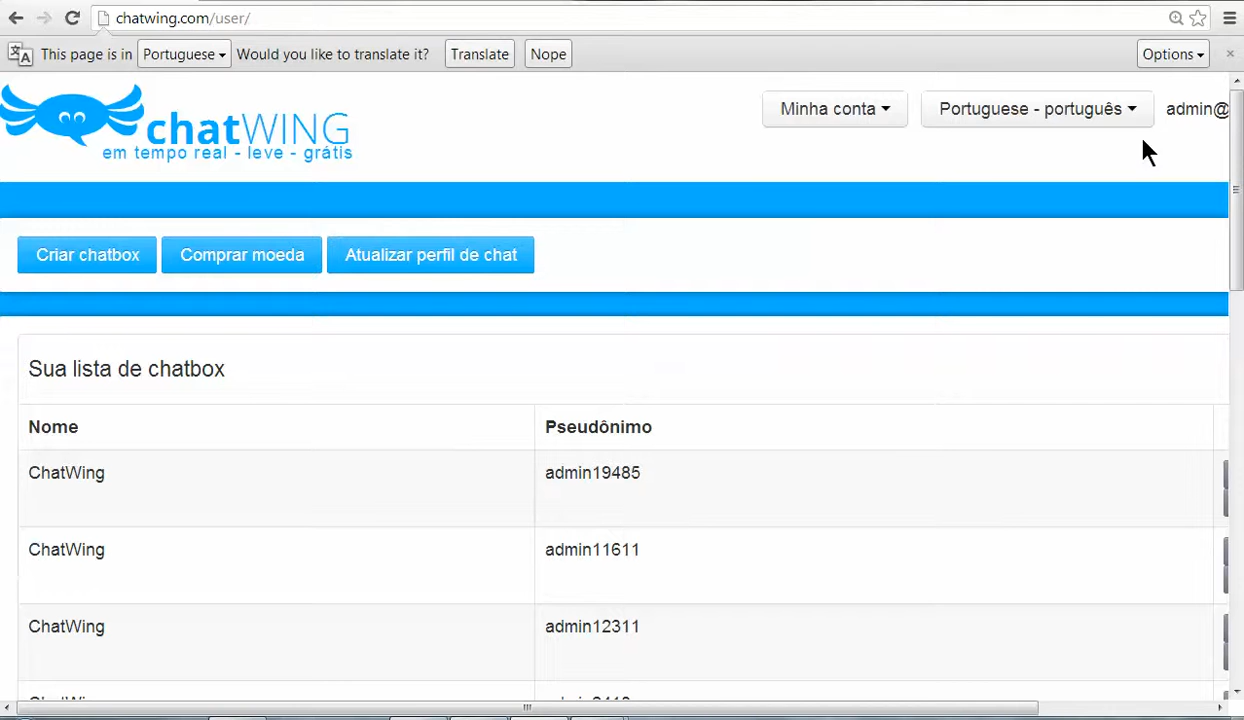 chatwing.com/user/
This page is in Portuguese Would you like to translate it? Translate Nope Options
chatWING
em tempo real - leve - grátis
Minha conta Portuguese - português admin@
Criar chatbox Comprar moeda Atualizar perfil de chat
Sua lista de chatbox
Nome Pseudônimo
ChatWing admin19485
ChatWing admin11611
ChatWing admin12311